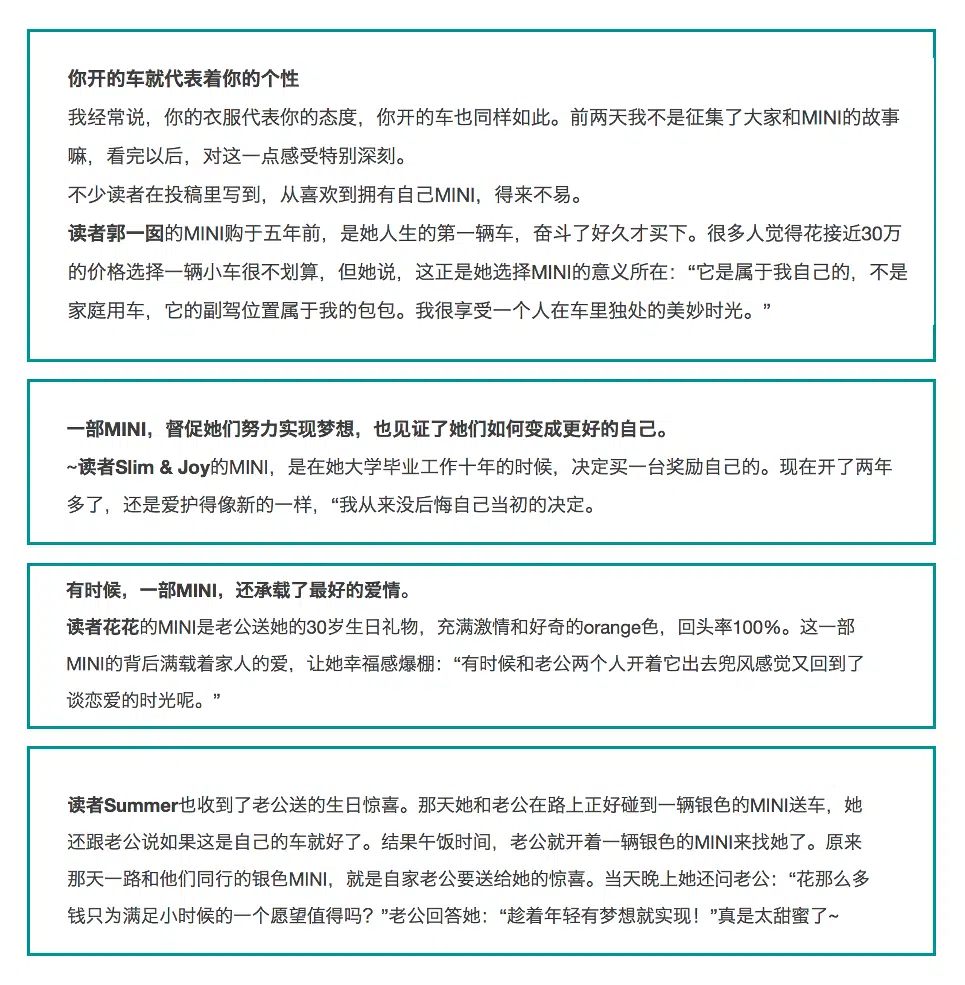 你开的车就代表着你的个性
我经常说，你的衣服代表你的态度，你开的车也同样如此。前两天我不是征集了大家和MINI的故事
嘛，看完以后，对这一点感受特别深刻。
不少读者在投稿里写到，从喜欢到拥有自己MINI，得来不易。
读者郭一囡的MINI购于五年前，是她人生的第一辆车，奋斗了好久才买下。很多人觉得花接近30万
的价格选择一辆小车很不划算，但她说，这正是她选择MINI的意义所在：“它是属于我自己的，不是
家庭用车，它的副驾位置属于我的包包。我很享受一个人在车里独处的美妙时光。”
一部MINI，督促她们努力实现梦想，也见证了她们如何变成更好的自己。
~读者Slim & Joy的MINI，是在她大学毕业工作十年的时候，决定买一台奖励自己的。现在开了两年
多了，还是爱护得像新的一样，“我从来没后悔自己当初的决定。
有时候，一部MINI，还承载了最好的爱情。
读者花花的MINI是老公送她的30岁生日礼物，充满激情和好奇的orange色，回头率100%。这一部
MINI的背后满载着家人的爱，让她幸福感爆棚：“有时候和老公两个人开着它出去兜风感觉又回到了
谈恋爱的时光呢。”
读者Summer也收到了老公送的生日惊喜。那天她和老公在路上正好碰到一辆银色的MINI送车，她
还跟老公说如果这是自己的车就好了。结果午饭时间，老公就开着一辆银色的MINI来找她了。原来
那天一路和他们同行的银色MINI，就是自家老公要送给她的惊喜。当天晚上她还问老公：“花那么多
钱只为满足小时候的一个愿望值得吗？”老公回答她：“趁着年轻有梦想就实现！”真是太甜蜜了~